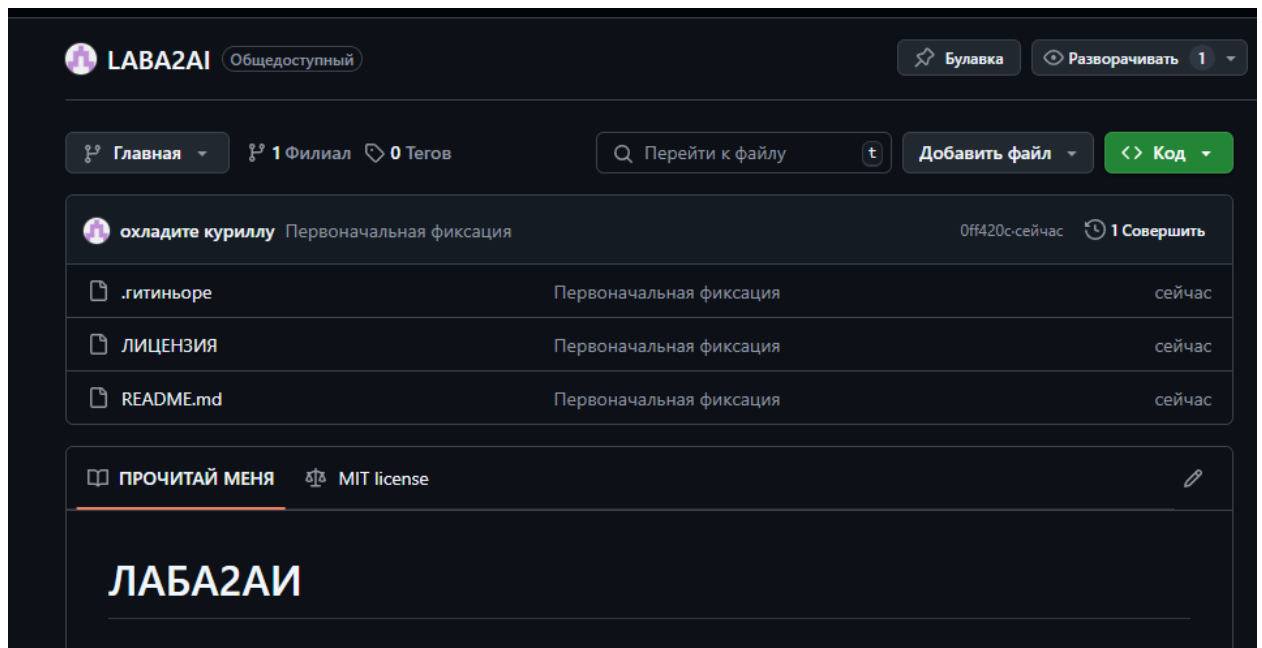 LABA2AI Общедоступный Булавка Разворачивать 1
Главная 1 Филиал 0 Тегов Перейти к файлу t Добавить файл <> Код
охладите куриллу Первоначальная фиксация 0ff420c·сейчас 1 Совершить
.гитиньоре Первоначальная фиксация сейчас
ЛИЦЕНЗИЯ Первоначальная фиксация сейчас
README.md Первоначальная фиксация сейчас
ПРОЧИТАЙ МЕНЯ MIT license
ЛАБА2АИ